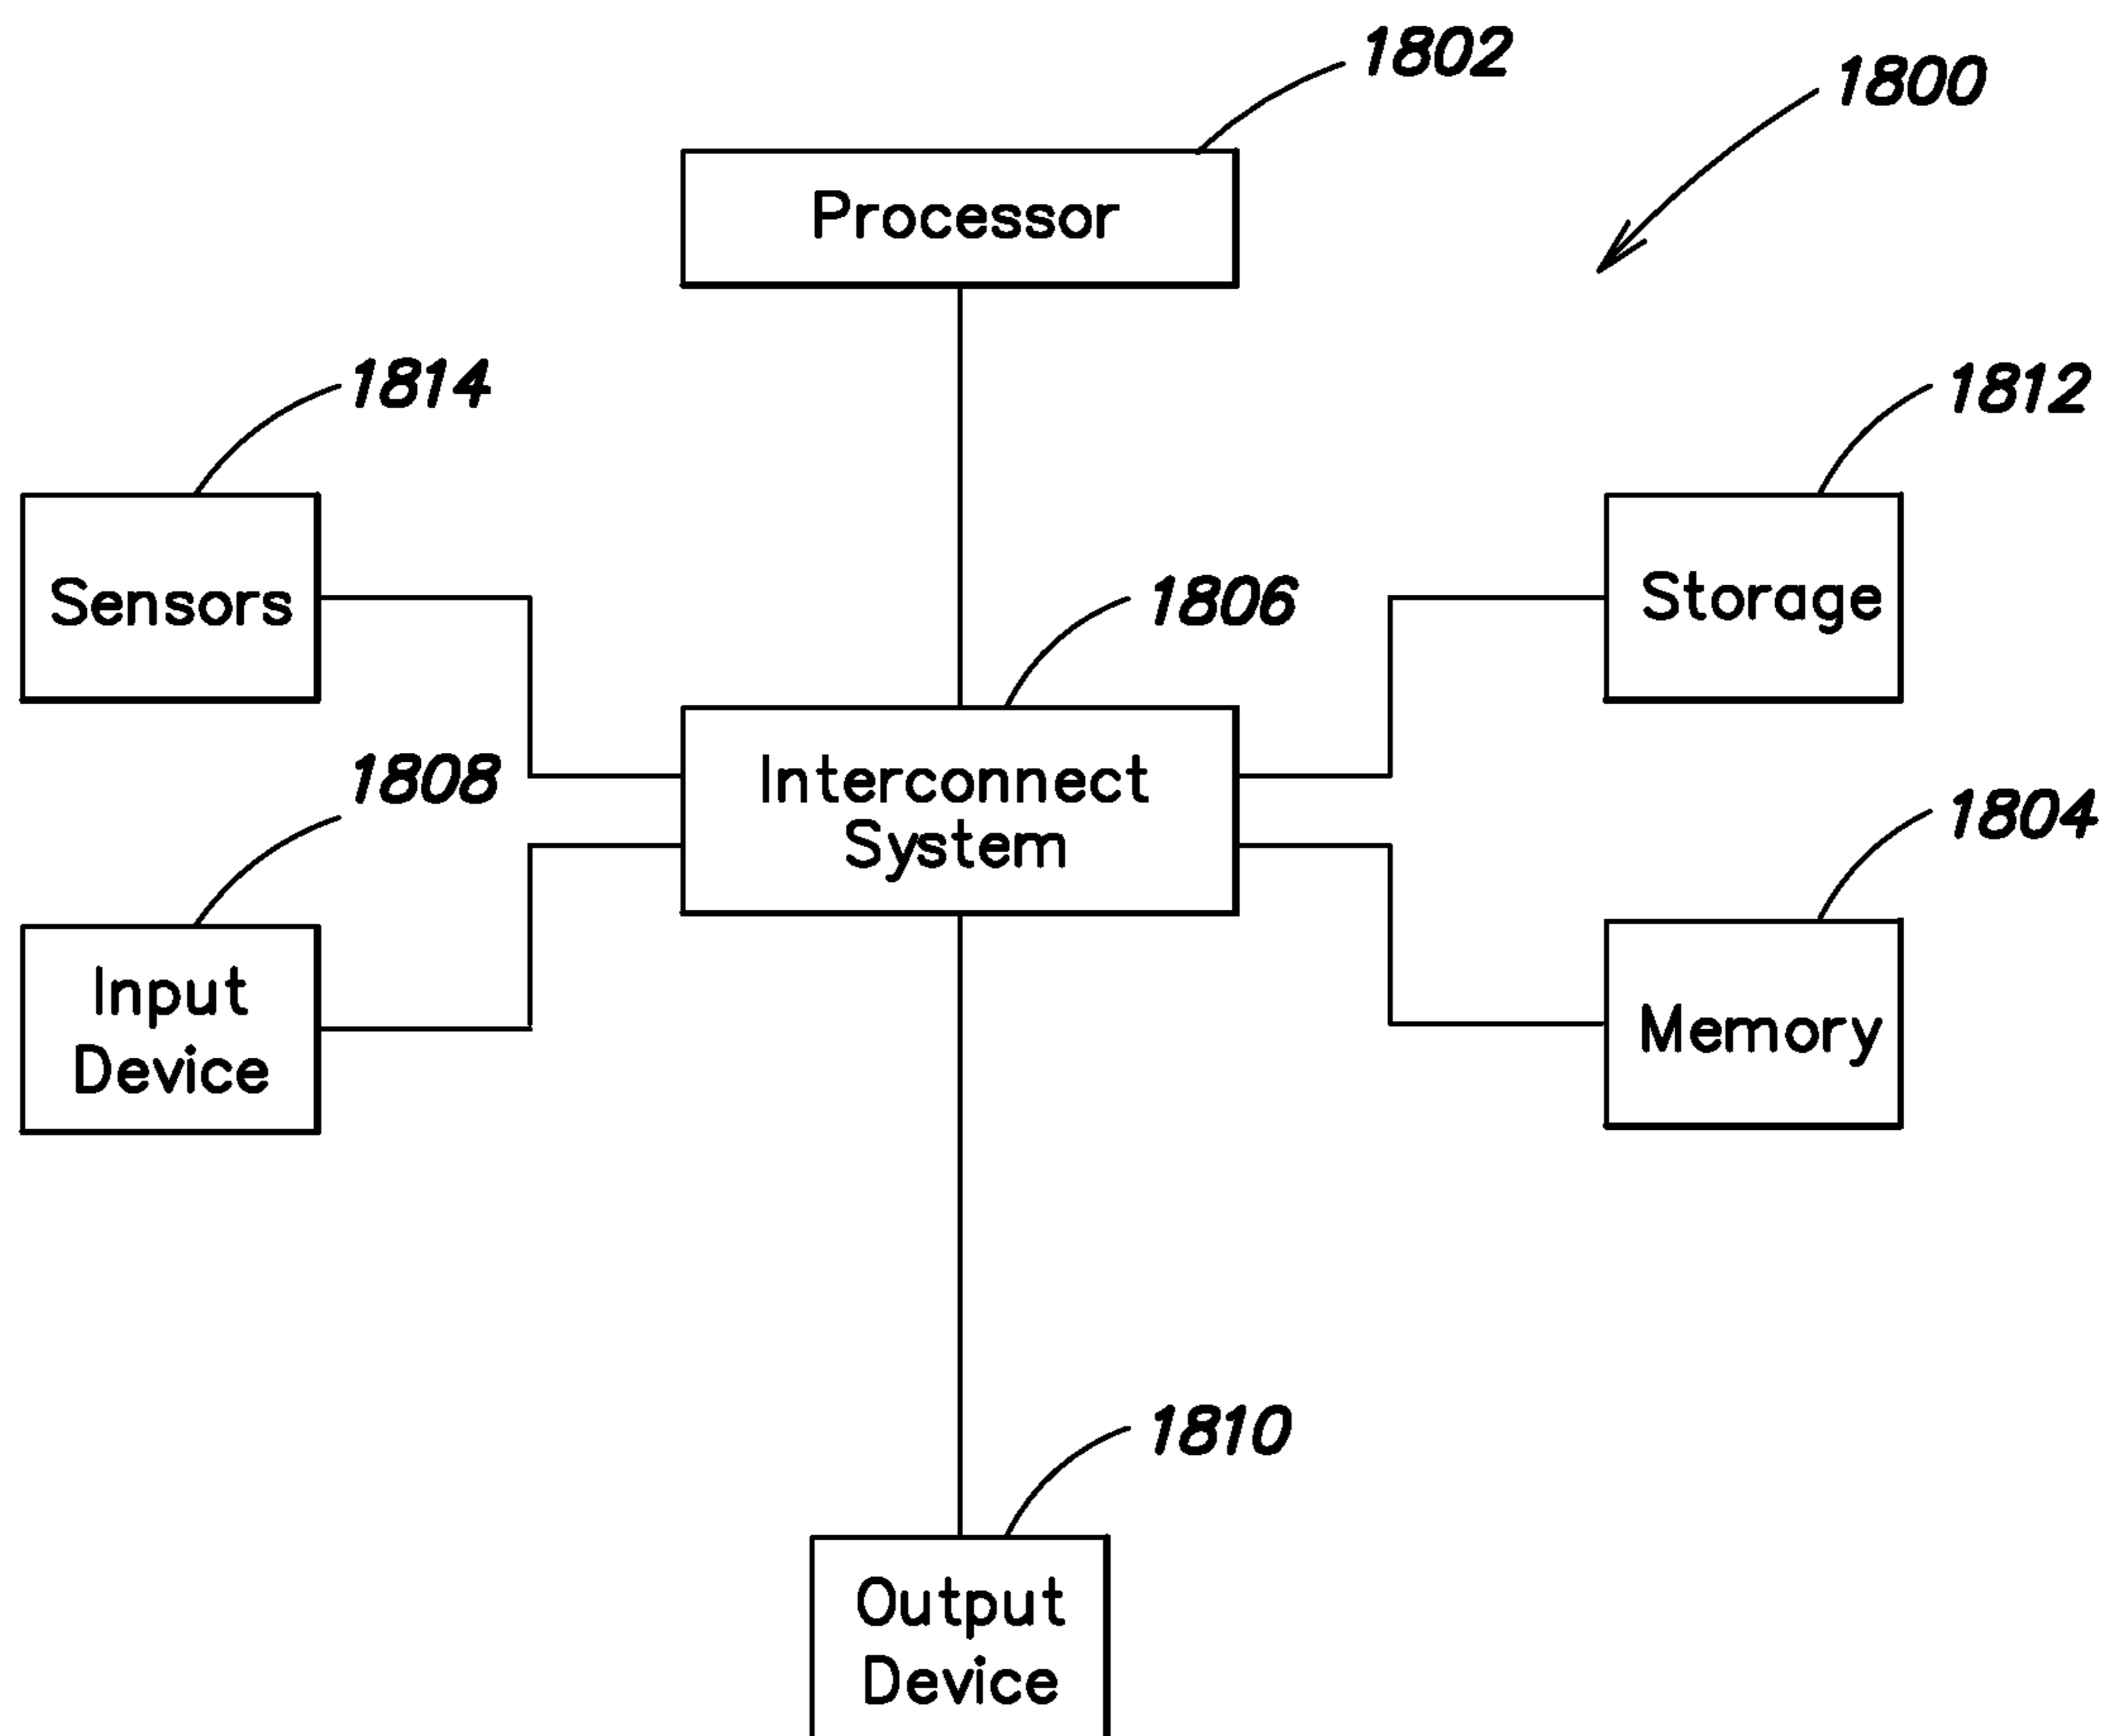 1802
1800
Processor
1814
1812
Sensors
Storage
1806
1808
Interconnect
System
1804
Input
Device
Memory
1810
Output
Device